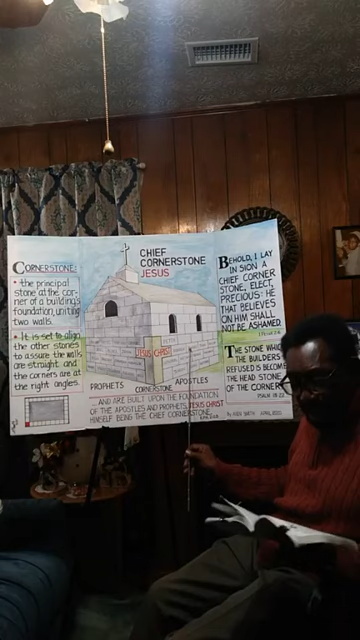 CHIEF
CORNERSTONE
JESUS
CORNERSTONE:
• the principal
stone at the cor-
ner of a building's
foundation, uniting
two walls.
• It is set to align
the other stones
to assure the walls
are straight and
the corners are at
the right angles.
BEHOLD, I LAY
IN SION A
CHIEF CORNER
STONE, ELECT,
PRECIOUS: HE
THAT BELIEVES
ON HIM SHALL
NOT BE ASHAMED.
THE STONE WHICH
THE BUILDERS
REFUSED IS BECOME
THE HEAD STONE
OF THE CORNER
PSALM 118:22
JESUS CHRIST
PROPHETS CORNERSTONE APOSTLES
AND ARE BUILT UPON THE FOUNDATION
OF THE APOSTLES AND PROPHETS, JESUS CHRIST
HIMSELF BEING THE CHIEF CORNERSTONE.